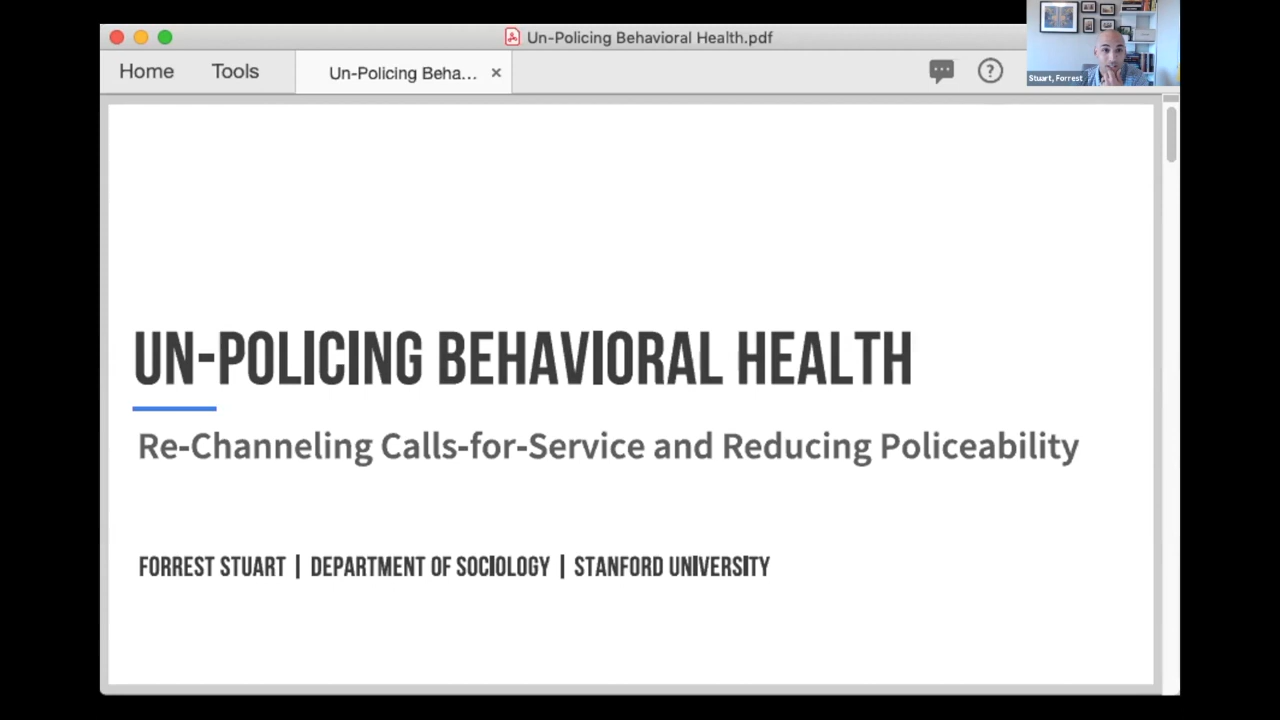 Un-Policing Behavioral Health.pdf
Home Tools Un-Policing Beha... × ?
Stuart, Forrest
UN-POLICING BEHAVIORAL HEALTH
Re-Channeling Calls-for-Service and Reducing Policeability
FORREST STUART | DEPARTMENT OF SOCIOLOGY | STANFORD UNIVERSITY